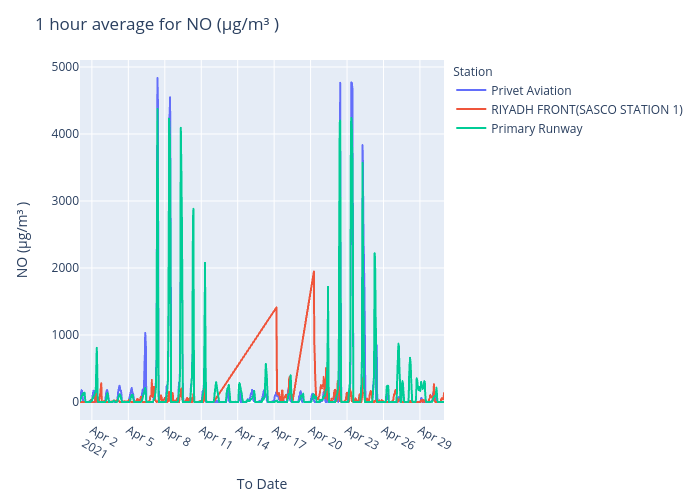 1 hour average for NO (µg/m³ )
Station
Privet Aviation
RIYADH FRONT(SASCO STATION 1)
Primary Runway
NO (µg/m³ )
5000
4000
3000
2000
1000
0
Apr 2
2021
Apr 5
Apr 8
Apr 11
Apr 14
Apr 17
Apr 20
Apr 23
Apr 26
Apr 29
To Date